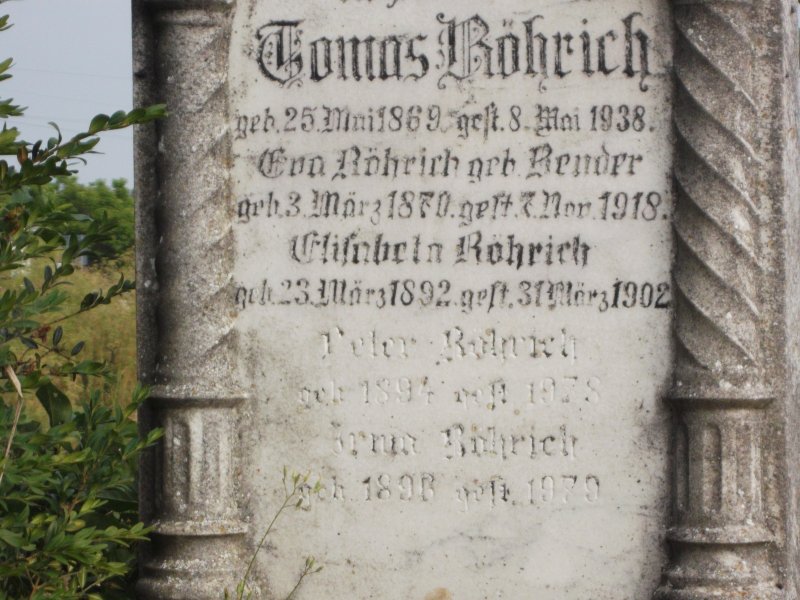 Tomas Röhrich
geb. 25. Mai 1869. gest. 8. Mai 1938.
Eva Röhrich geb. Bender
geb. 3. März 1870. gest. 7. Nov. 1918.
Elisabeta Röhrich
geb. 23. März 1892. gest. 31 März 1902
Peter Röhrich
geb 1894 gest 1978
Irma Röhrich
geb. 1898 gest. 1979